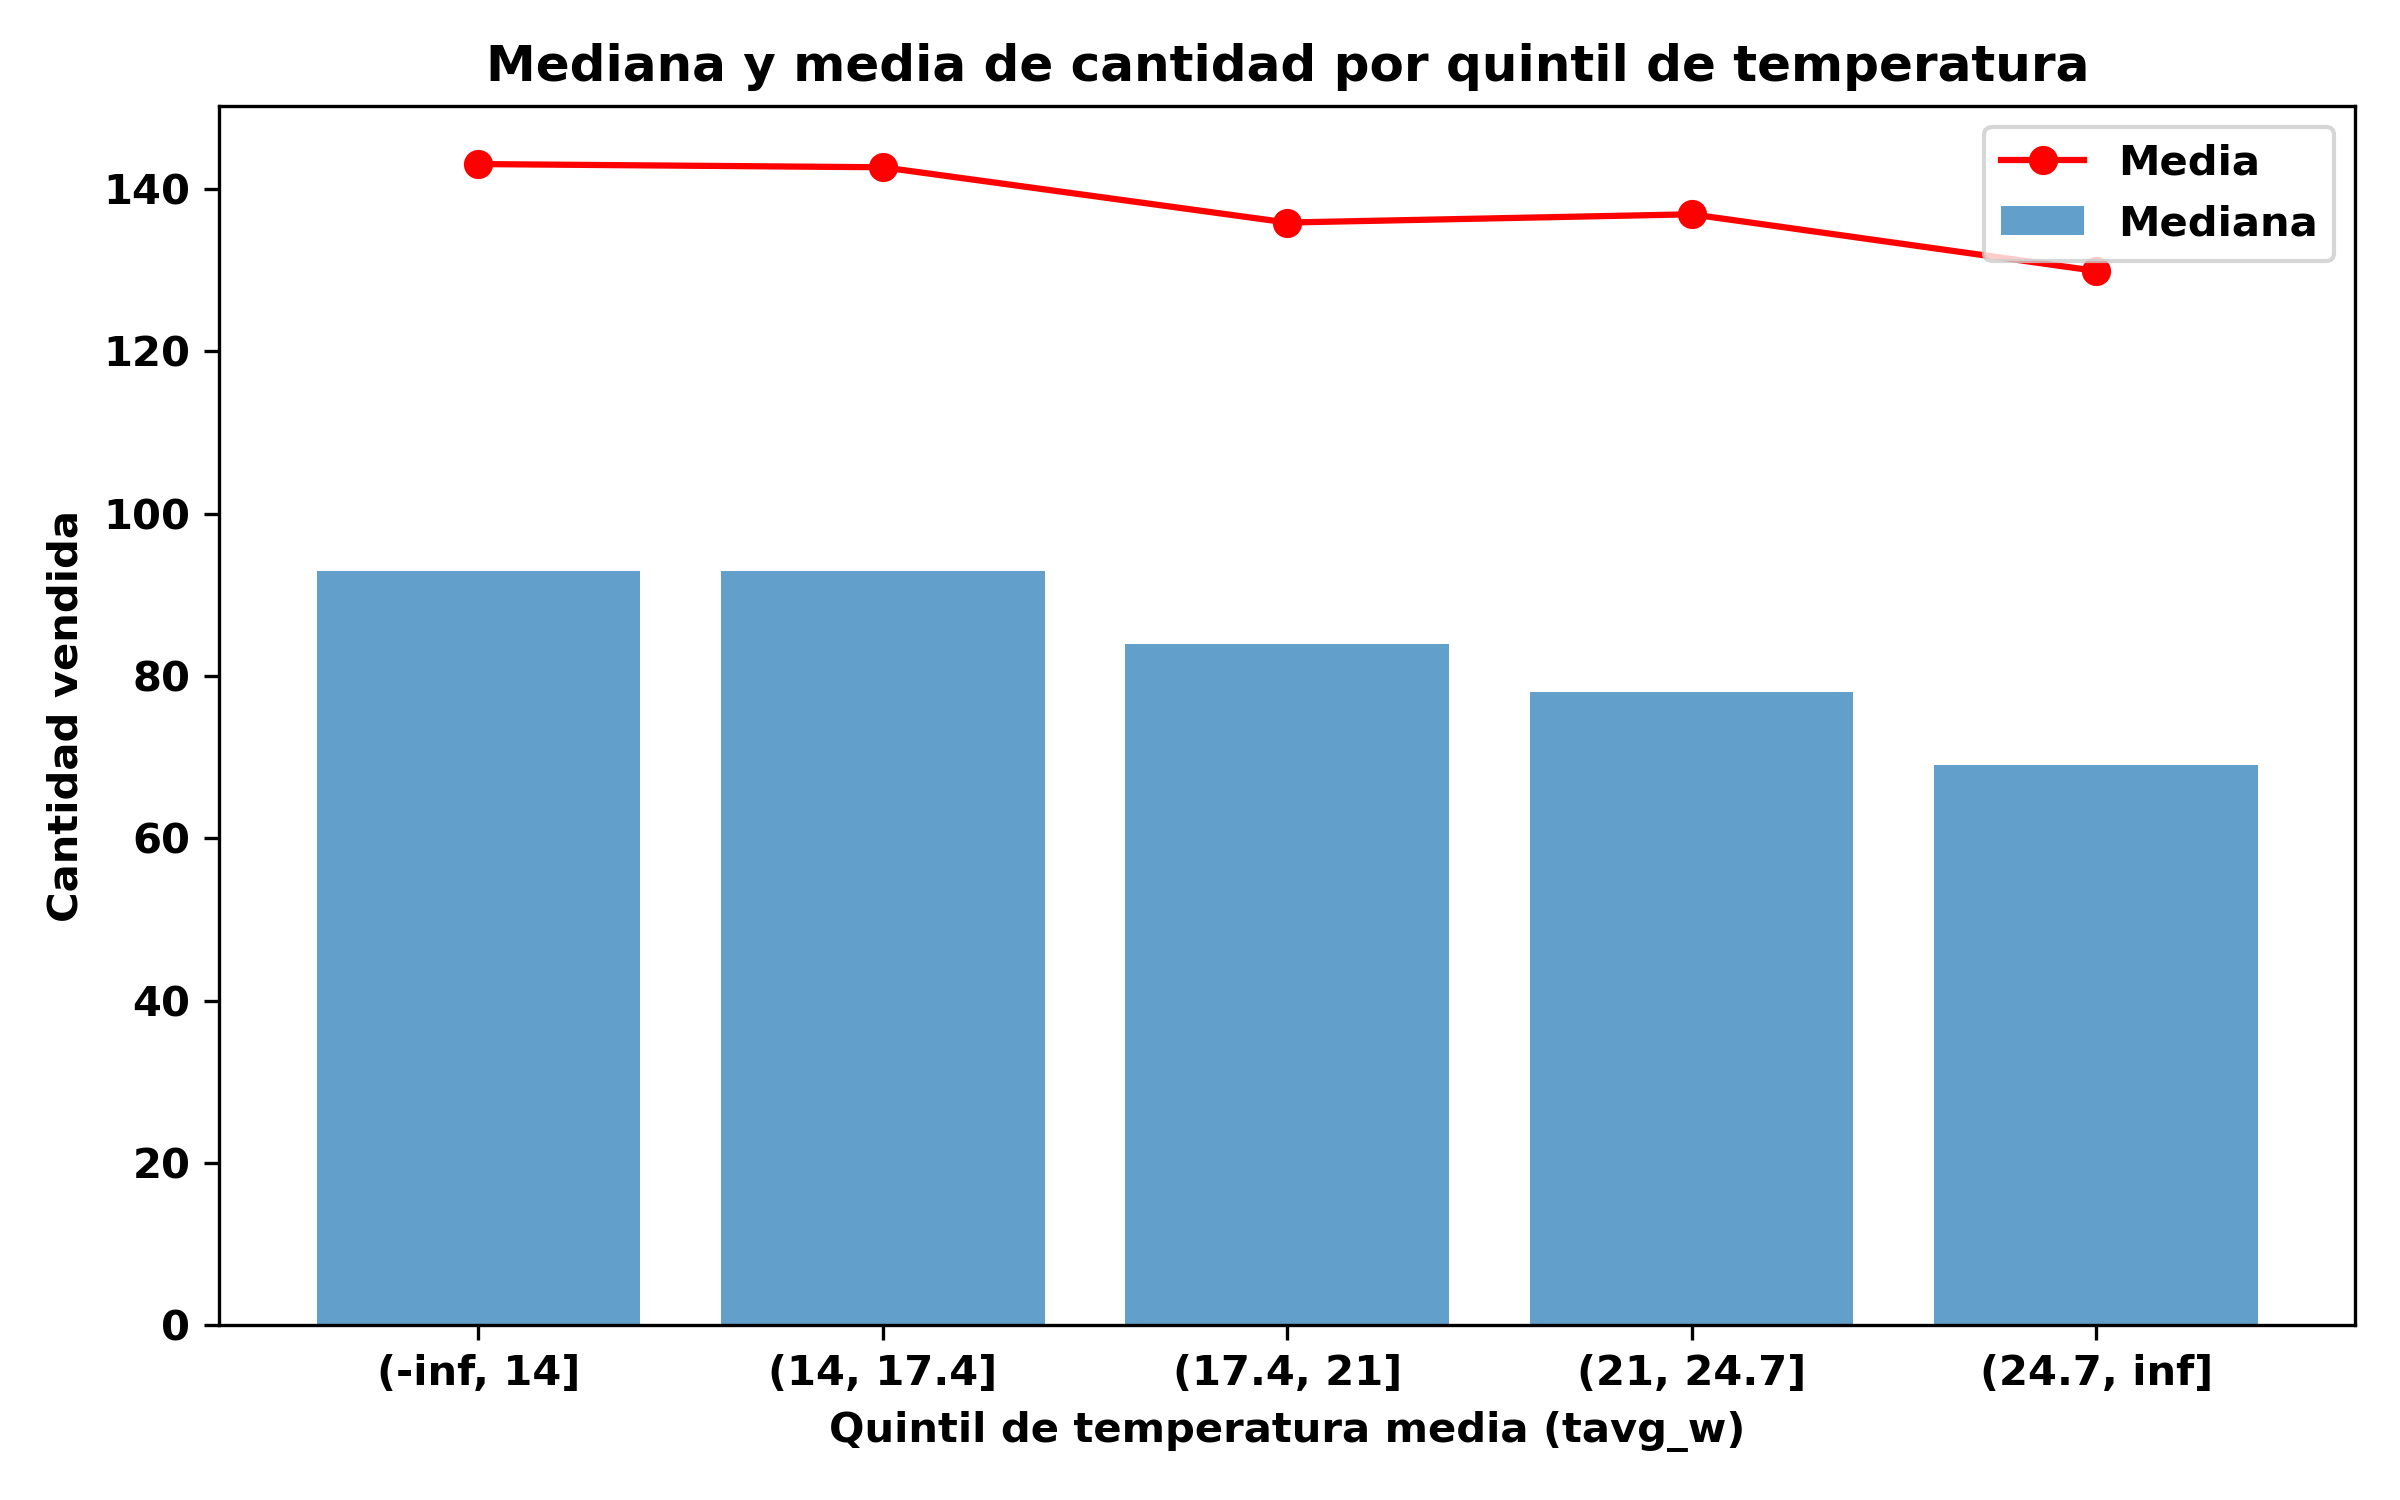 Mediana y media de cantidad por quintil de temperatura
Media
Mediana
Cantidad vendida
140
120
100
80
60
40
20
0
(-inf, 14]
(14, 17.4]
(17.4, 21]
(21, 24.7]
(24.7, inf]
Quintil de temperatura media (tavg_w)